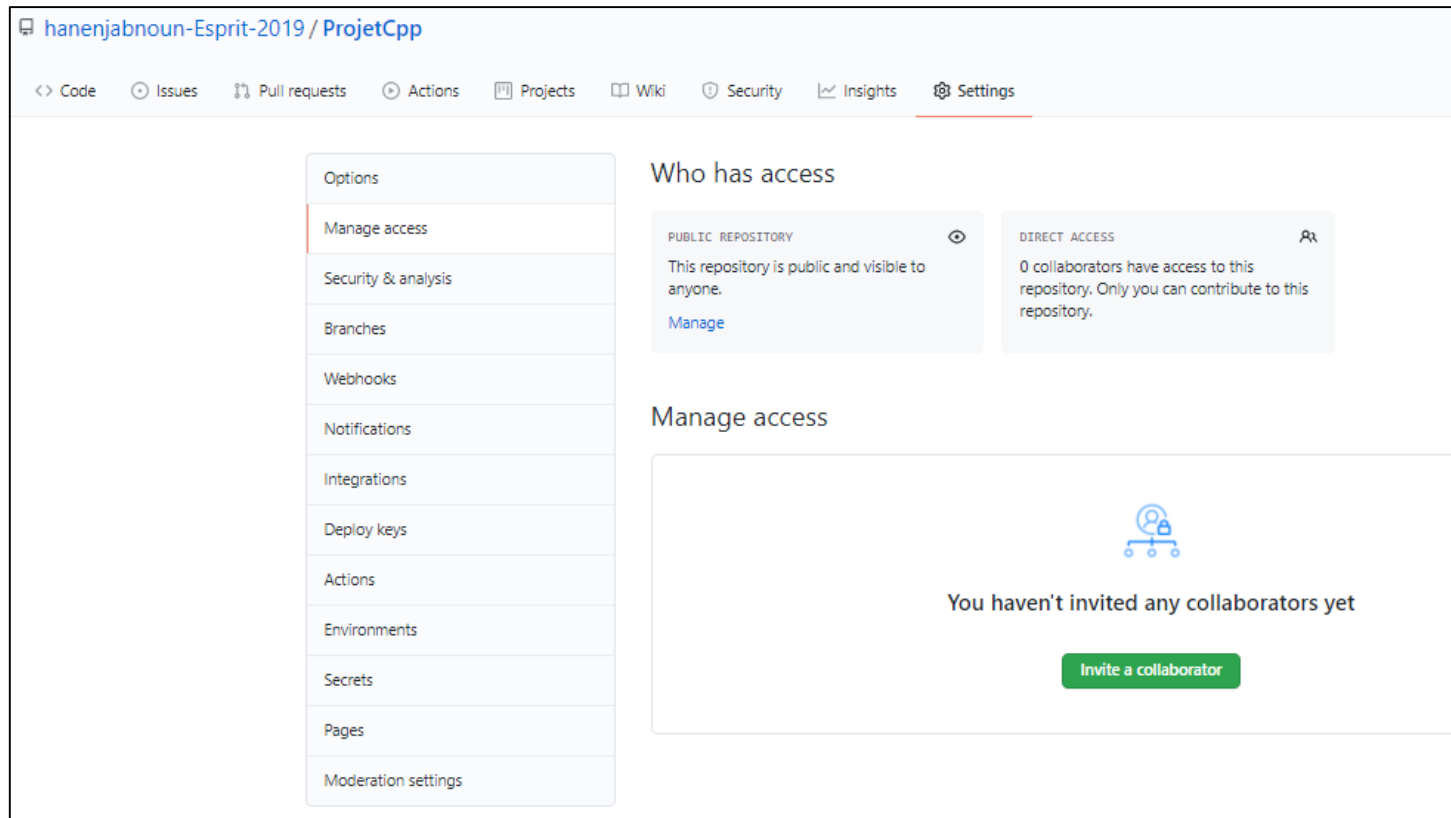 hanenjabnoun-Esprit-2019 / ProjetCpp
Code Issues Pull requests Actions Projects Wiki Security Insights Settings
Options
Manage access
Security & analysis
Branches
Webhooks
Notifications
Integrations
Deploy keys
Actions
Environments
Secrets
Pages
Moderation settings
Who has access
PUBLIC REPOSITORY
This repository is public and visible to
anyone.
Manage
DIRECT ACCESS
0 collaborators have access to this
repository. Only you can contribute to this
repository.
Manage access
You haven't invited any collaborators yet
Invite a collaborator